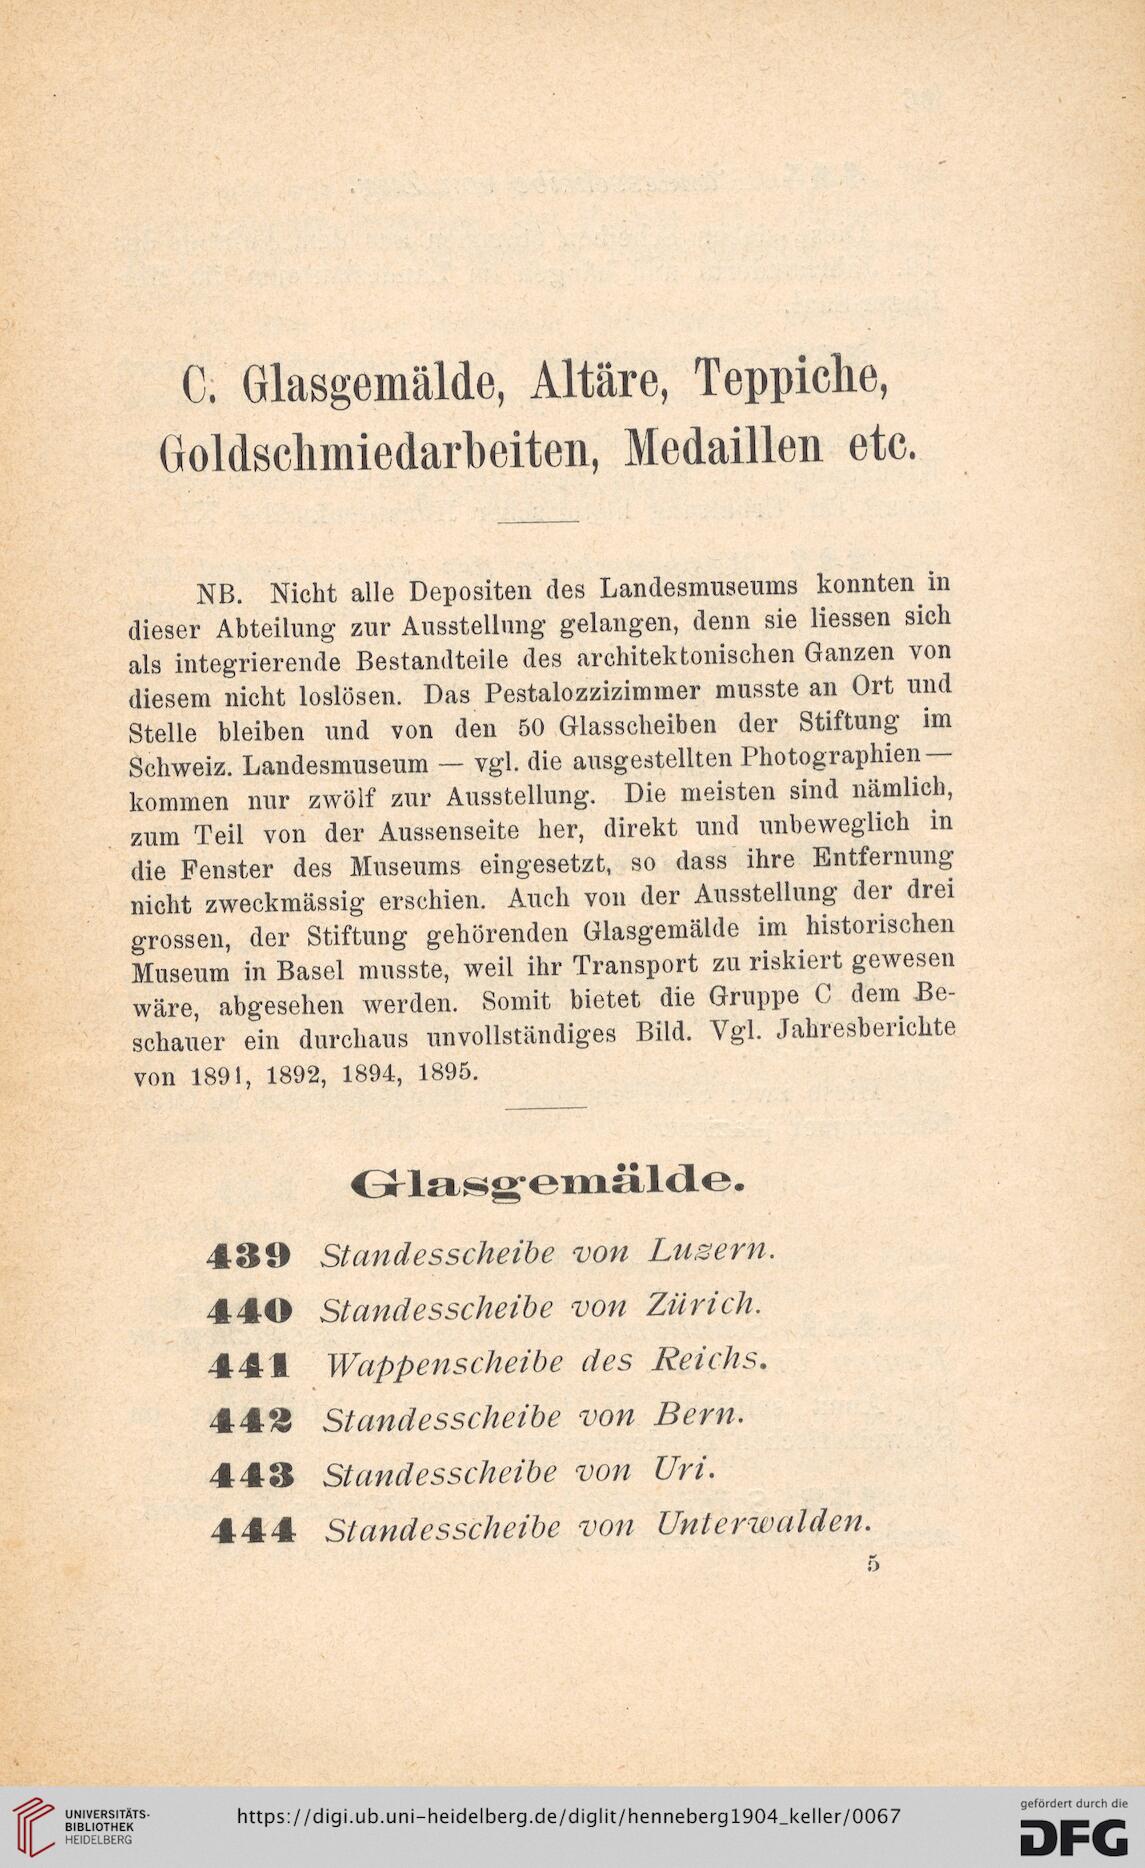 C. Glasgemälde, Altäre, Teppiche,
Goldschmiedarbeiten, Medaillen etc.
NB. Nicht alle Depositen des Landesmuseums konnten in
dieser Abteilung zur Ausstellung gelangen, denn sie liessen sich
als integrierende Bestandteile des architektonischen Ganzen von
diesem nicht loslösen. Das Pestalozzizimmer musste an Ort und
Stelle bleiben und von den 50 Glasscheiben der Stiftung im
Schweiz. Landesmuseum — vgl. die ausgestellten Photographien —
kommen nur zwölf zur Ausstellung. Die meisten sind nämlich,
zum Teil von der Aussenseite her, direkt und unbeweglich in
die Fenster des Museums eingesetzt, so dass ihre Entfernung
nicht zweckmässig erschien. Auch von der Ausstellung der drei
grossen, der Stiftung gehörenden Glasgemälde im historischen
Museum in Basel musste, weil ihr Transport zu riskiert gewesen
wäre, abgesehen werden. Somit bietet die Gruppe C dem Be-
schauer ein durchaus unvollständiges Bild. Vgl. Jahresberichte
von 1891, 1892, 1894, 1895.
Glasgemälde.
439 Standesscheibe von Luzern.
440 Standesscheibe von Zürich.
441 Wappenscheibe des Reichs.
442 Standesscheibe von Bern.
443 Standesscheibe von Uri.
444 Standesscheibe von Unterwalden.
5
UNIVERSITÄTS-
BIBLIOTHEK
HEIDELBERG
https://digi.ub.uni-heidelberg.de/diglit/henneberg1904_keller/0067
gefördert durch die
DFG